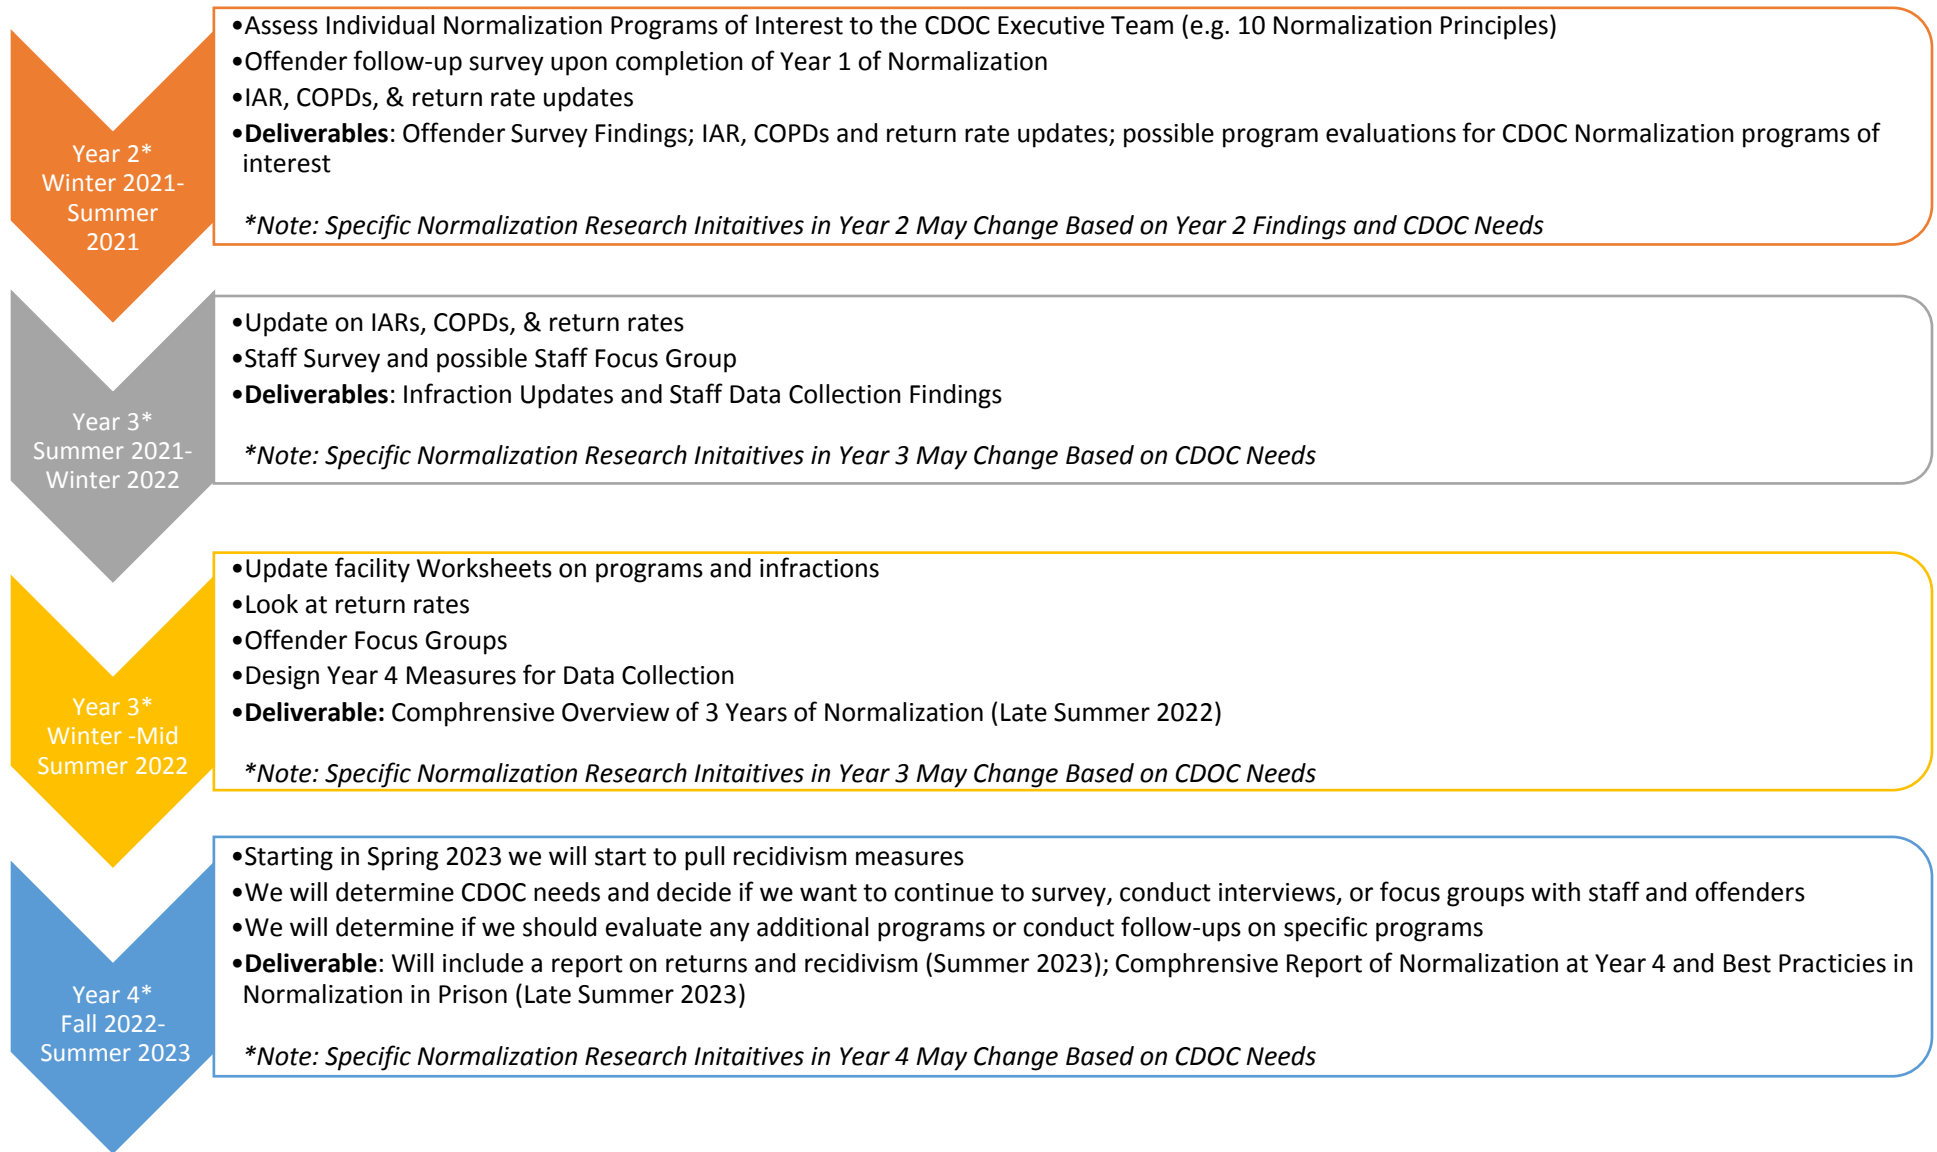 Year 2*
Winter 2021-
Summer
2021
•Assess Individual Normalization Programs of Interest to the CDOC Executive Team (e.g. 10 Normalization Principles)
•Offender follow-up survey upon completion of Year 1 of Normalization
•IAR, COPDs, & return rate updates
•Deliverables: Offender Survey Findings; IAR, COPDs and return rate updates; possible program evaluations for CDOC Normalization programs of
interest
*Note: Specific Normalization Research Initaitives in Year 2 May Change Based on Year 2 Findings and CDOC Needs
Year 3*
Summer 2021-
Winter 2022
•Update on IARs, COPDs, & return rates
•Staff Survey and possible Staff Focus Group
•Deliverables: Infraction Updates and Staff Data Collection Findings
*Note: Specific Normalization Research Initaitives in Year 3 May Change Based on CDOC Needs
Year 3*
Winter -Mid
Summer 2022
•Update facility Worksheets on programs and infractions
•Look at return rates
•Offender Focus Groups
•Design Year 4 Measures for Data Collection
•Deliverable: Comphrensive Overview of 3 Years of Normalization (Late Summer 2022)
*Note: Specific Normalization Research Initaitives in Year 3 May Change Based on CDOC Needs
Year 4*
Fall 2022-
Summer 2023
•Starting in Spring 2023 we will start to pull recidivism measures
•We will determine CDOC needs and decide if we want to continue to survey, conduct interviews, or focus groups with staff and offenders
•We will determine if we should evaluate any additional programs or conduct follow-ups on specific programs
•Deliverable: Will include a report on returns and recidivism (Summer 2023); Comphrensive Report of Normalization at Year 4 and Best Practicies in
Normalization in Prison (Late Summer 2023)
*Note: Specific Normalization Research Initaitives in Year 4 May Change Based on CDOC Needs